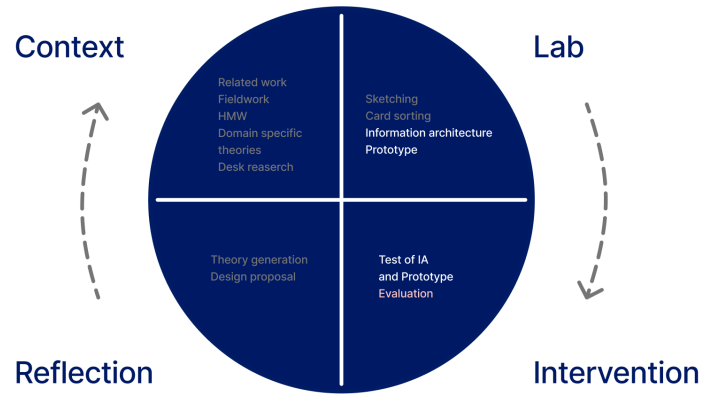 Context
Lab
Related work
Fieldwork
HMW
Domain specific
theories
Desk reaserch
Sketching
Card sorting
Information architecture
Prototype
Theory generation
Design proposal
Test of IA
and Prototype
Evaluation
Reflection
Intervention